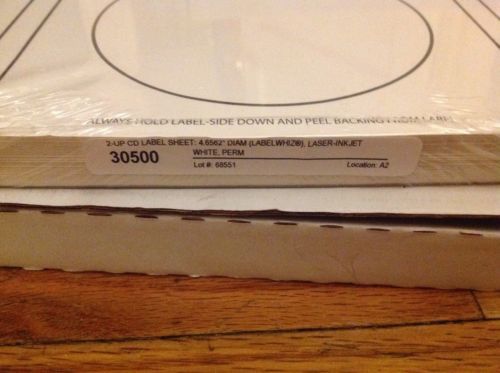 ALWAYS HOLD LABEL-SIDE DOWN AND PEEL BACKING FROM LABEL
2-UP CD LABEL SHEET: 4.6562" DIAM (LABELWHIZ®), LASER-INKJET
30500 WHITE, PERM
Lot #: 68551 Location: A2